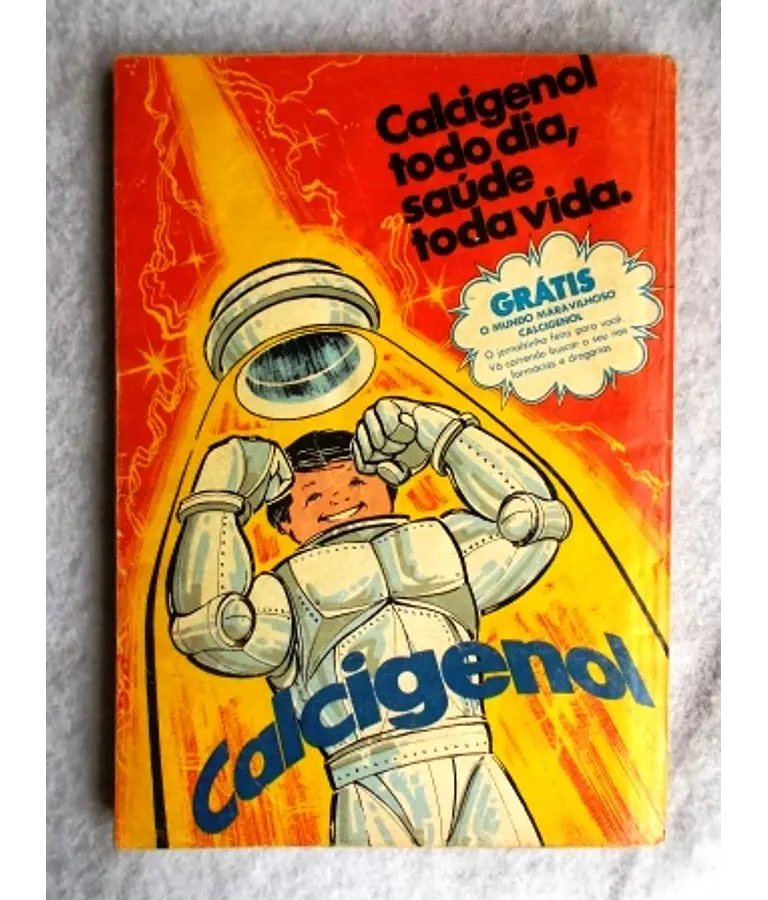 Calcigenol
todo dia,
saúde
toda vida.
GRÁTIS
O MUNDO MARAVILHOSO
CALCIGENOL
O jornalzinho feito para você.
Vá correndo buscar o seu nas
farmácias e drogarias
Calcigenol